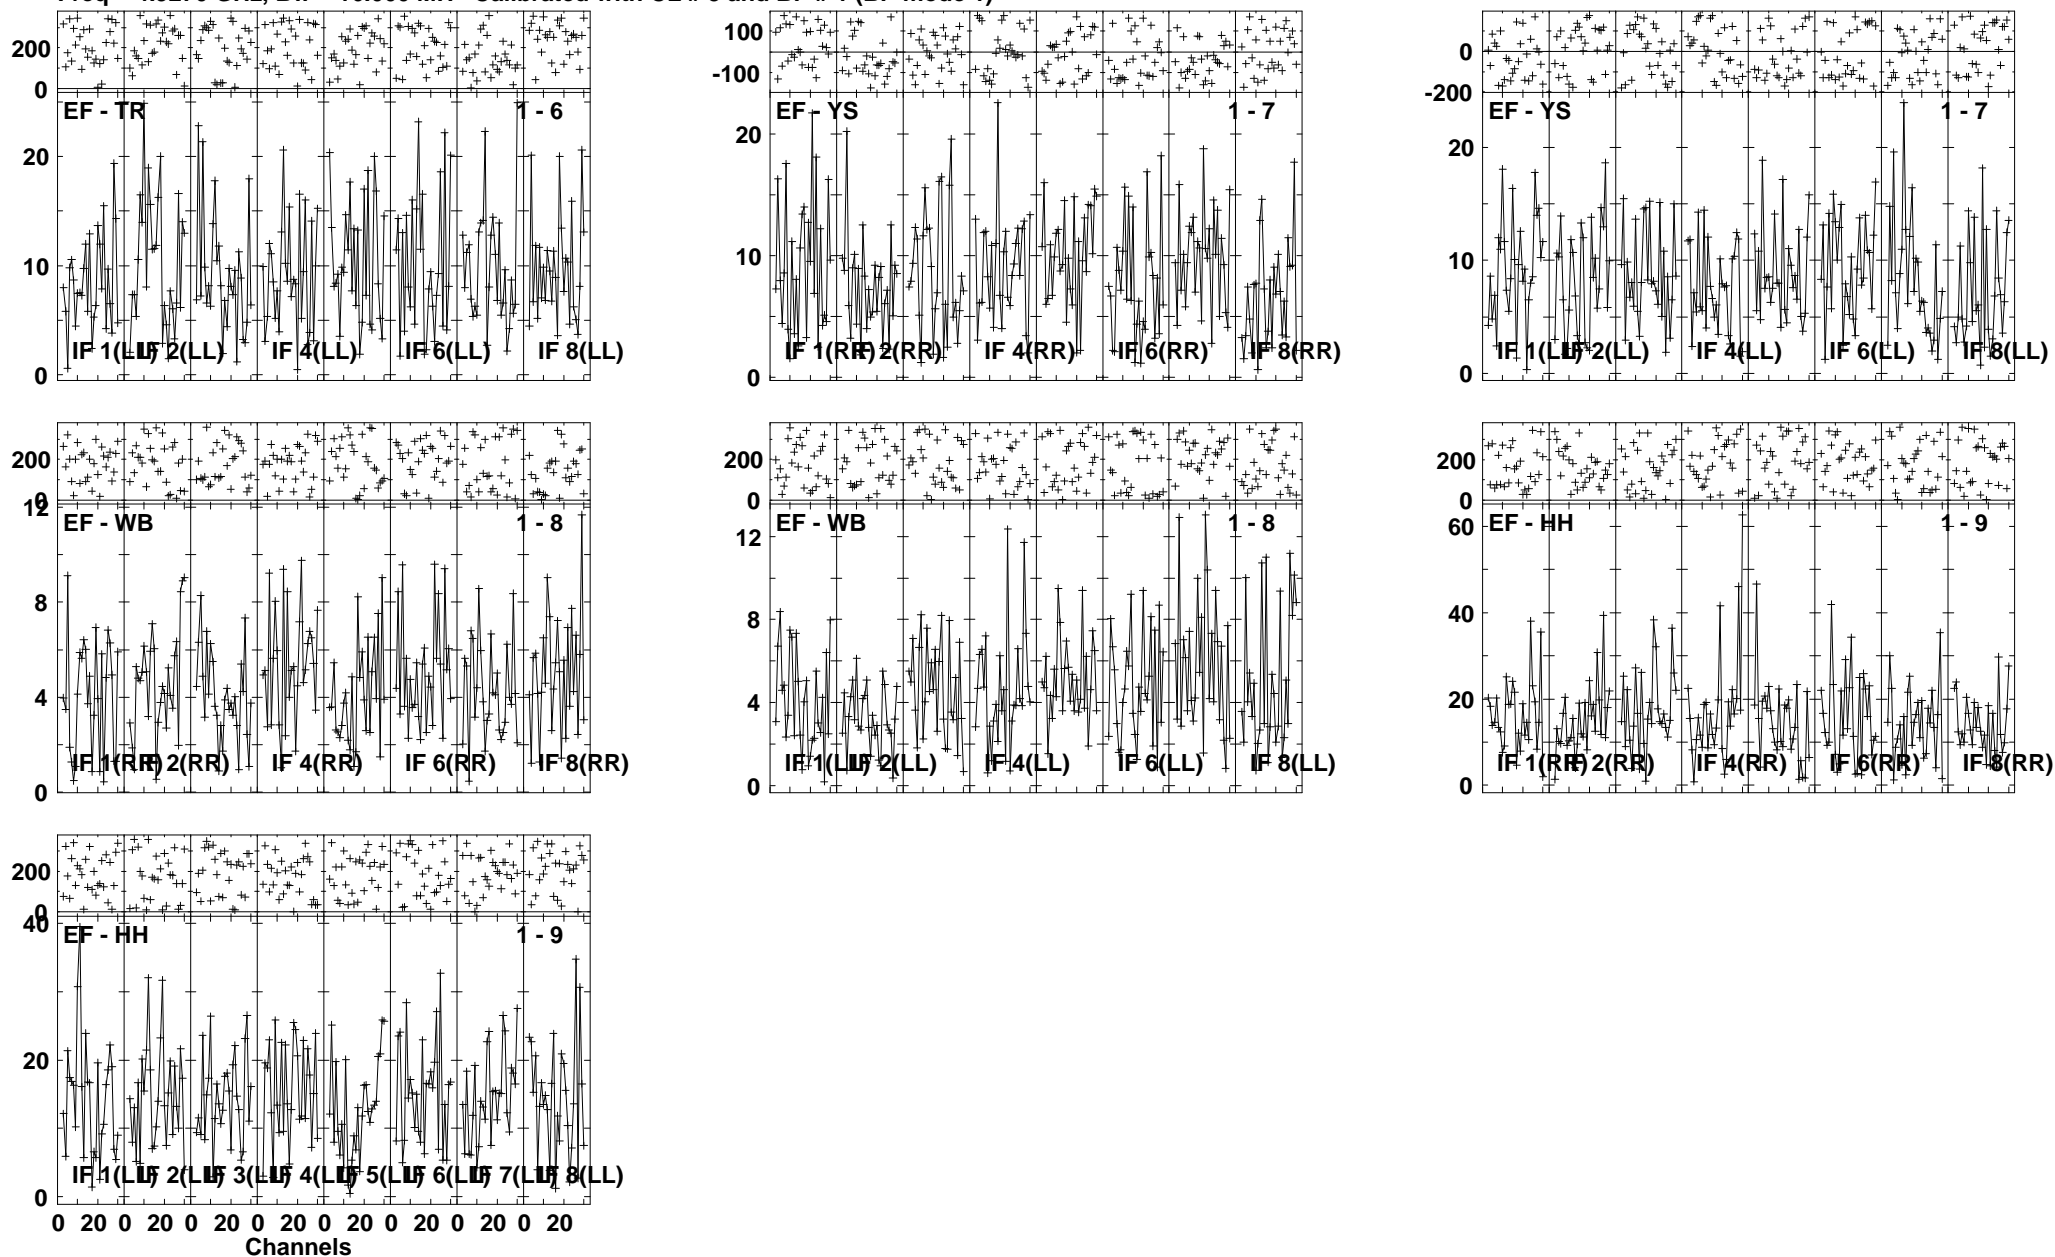 200
0
EF - TR
1 - 6
20
10
0
IF 1(LL)
IF 2(LL)
IF 4(LL)
IF 6(LL)
IF 8(LL)
100
-100
EF - YS
1 - 7
20
10
0
IF 1(RR)
IF 2(RR)
IF 4(RR)
IF 6(RR)
IF 8(RR)
0
-200
EF - YS
1 - 7
20
10
0
IF 1(LL)
IF 2(LL)
IF 4(LL)
IF 6(LL)
IF 8(LL)
200
0
EF - WB
1 - 8
12
8
4
0
IF 1(RR)
IF 2(RR)
IF 4(RR)
IF 6(RR)
IF 8(RR)
200
0
EF - WB
1 - 8
12
8
4
0
IF 1(LL)
IF 2(LL)
IF 4(LL)
IF 6(LL)
IF 8(LL)
200
0
EF - HH
1 - 9
60
40
20
0
IF 1(RR)
IF 2(RR)
IF 4(RR)
IF 6(RR)
IF 8(RR)
200
0
EF - HH
1 - 9
40
20
0
IF 1(LL)
IF 2(LL)
IF 3(LL)
IF 4(LL)
IF 5(LL)
IF 6(LL)
IF 7(LL)
IF 8(LL)
0 20 0 20 0 20 0 20 0 20 0 20 0 20 0 20
Channels